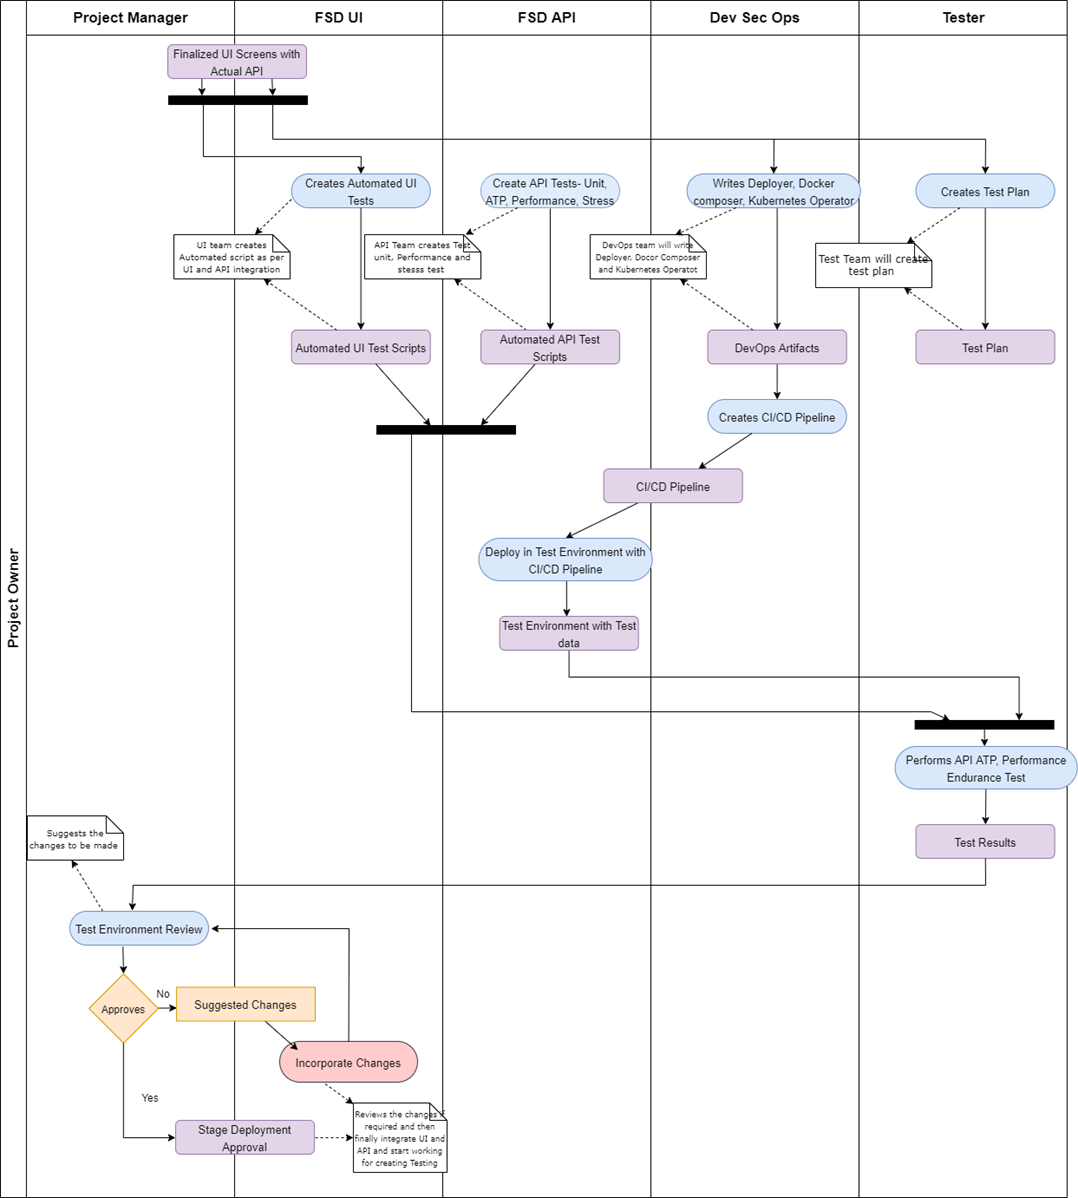 Project Manager
FSD UI
FSD API
Dev Sec Ops
Tester
Project Owner
Finalized UI Screens with
Actual API
Creates Automated UI
Tests
Create API Tests- Unit,
ATP, Performance, Stress
Writes Deployer, Docker
composer, Kubernetes Operator
Creates Test Plan
UI team creates
Automated script as per
UI and API integration
API Team creates Test
unit, Performance and
stesss test
DevOps team will write
Deployer, Docor Composer
and Kubernetes Operatot
Test Team will create
test plan
Automated UI Test Scripts
Automated API Test
Scripts
DevOps Artifacts
Test Plan
Creates CI/CD Pipeline
CI/CD Pipeline
Deploy in Test Environment with
CI/CD Pipeline
Test Environment with Test
data
Performs API ATP, Performance
Endurance Test
Test Results
Suggests the
changes to be made
Test Environment Review
Approves
No
Suggested Changes
Incorporate Changes
Yes
Stage Deployment
Approval
Reviews the changes if
required and then
finally integrate UI and
API and start working
for creating Testing